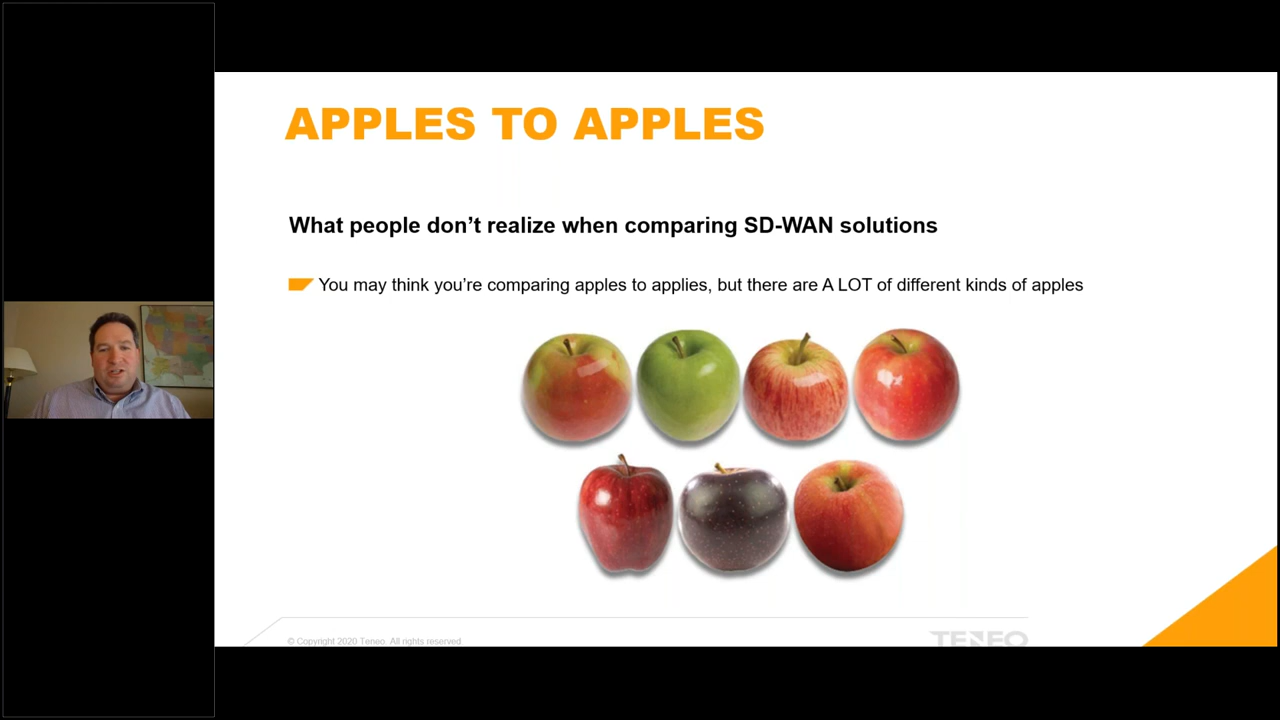 APPLES TO APPLES
What people don’t realize when comparing SD-WAN solutions
You may think you’re comparing apples to applies, but there are A LOT of different kinds of apples
© Copyright 2020 Teneo. All rights reserved.
TENEO